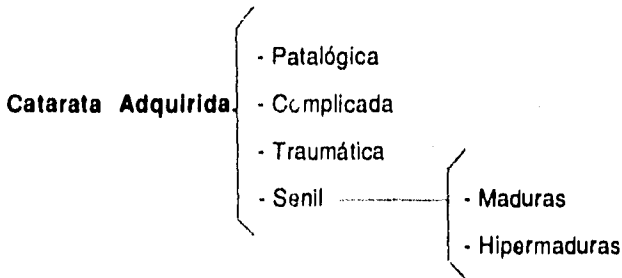 - Patalógica
Catarata Adquirida - Complicada
- Traumática
- Senil - Maduras
- Hipermaduras